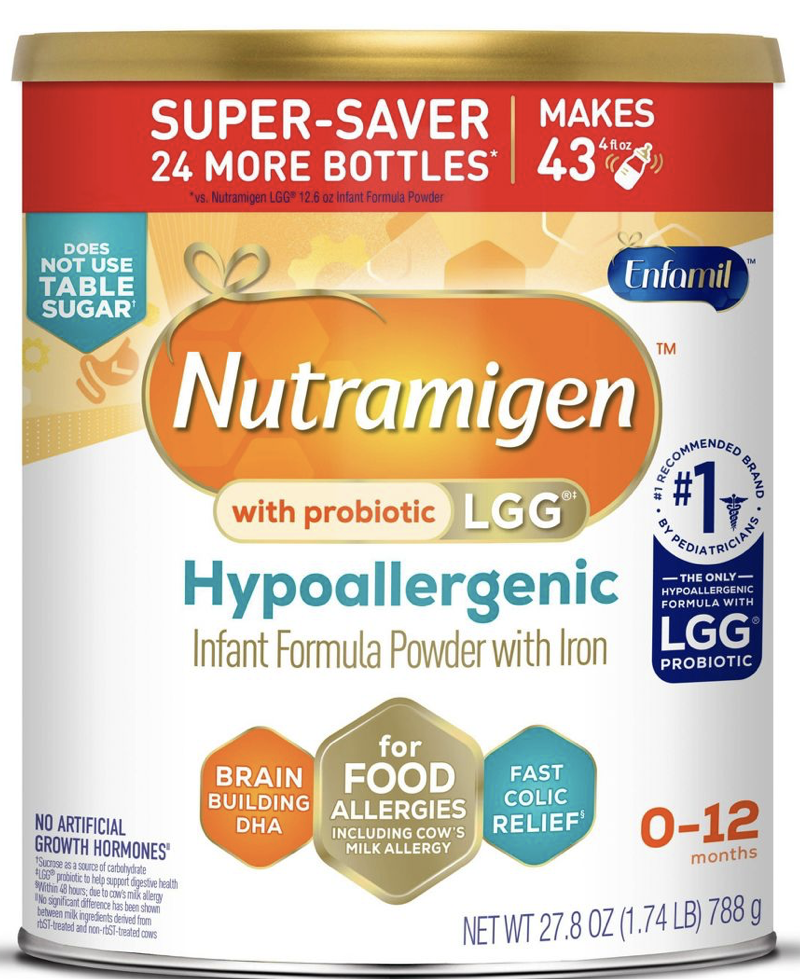 SUPER-SAVER
24 MORE BOTTLES*
*vs. Nutramigen LGG® 12.6 oz Infant Formula Powder
MAKES
43 4 fl oz
DOES
NOT USE
TABLE
SUGAR†
Enfamil™
Nutramigen™
with probiotic LGG®‡
Hypoallergenic
Infant Formula Powder with Iron
#1 RECOMMENDED BRAND
#1
• BY PEDIATRICIANS •
THE ONLY
HYPOALLERGENIC
FORMULA WITH
LGG®
PROBIOTIC
BRAIN
BUILDING
DHA
for
FOOD
ALLERGIES
INCLUDING COW'S
MILK ALLERGY
FAST
COLIC
RELIEF§
0-12
months
NO ARTIFICIAL
GROWTH HORMONES
†Sucrose as a source of carbohydrate
‡LGG® probiotic to help support digestive health
§Within 48 hours; due to cow's milk allergy
No significant difference has been shown
between milk ingredients derived from
rbST-treated and non-rbST-treated cows
NET WT 27.8 OZ (1.74 LB) 788 g